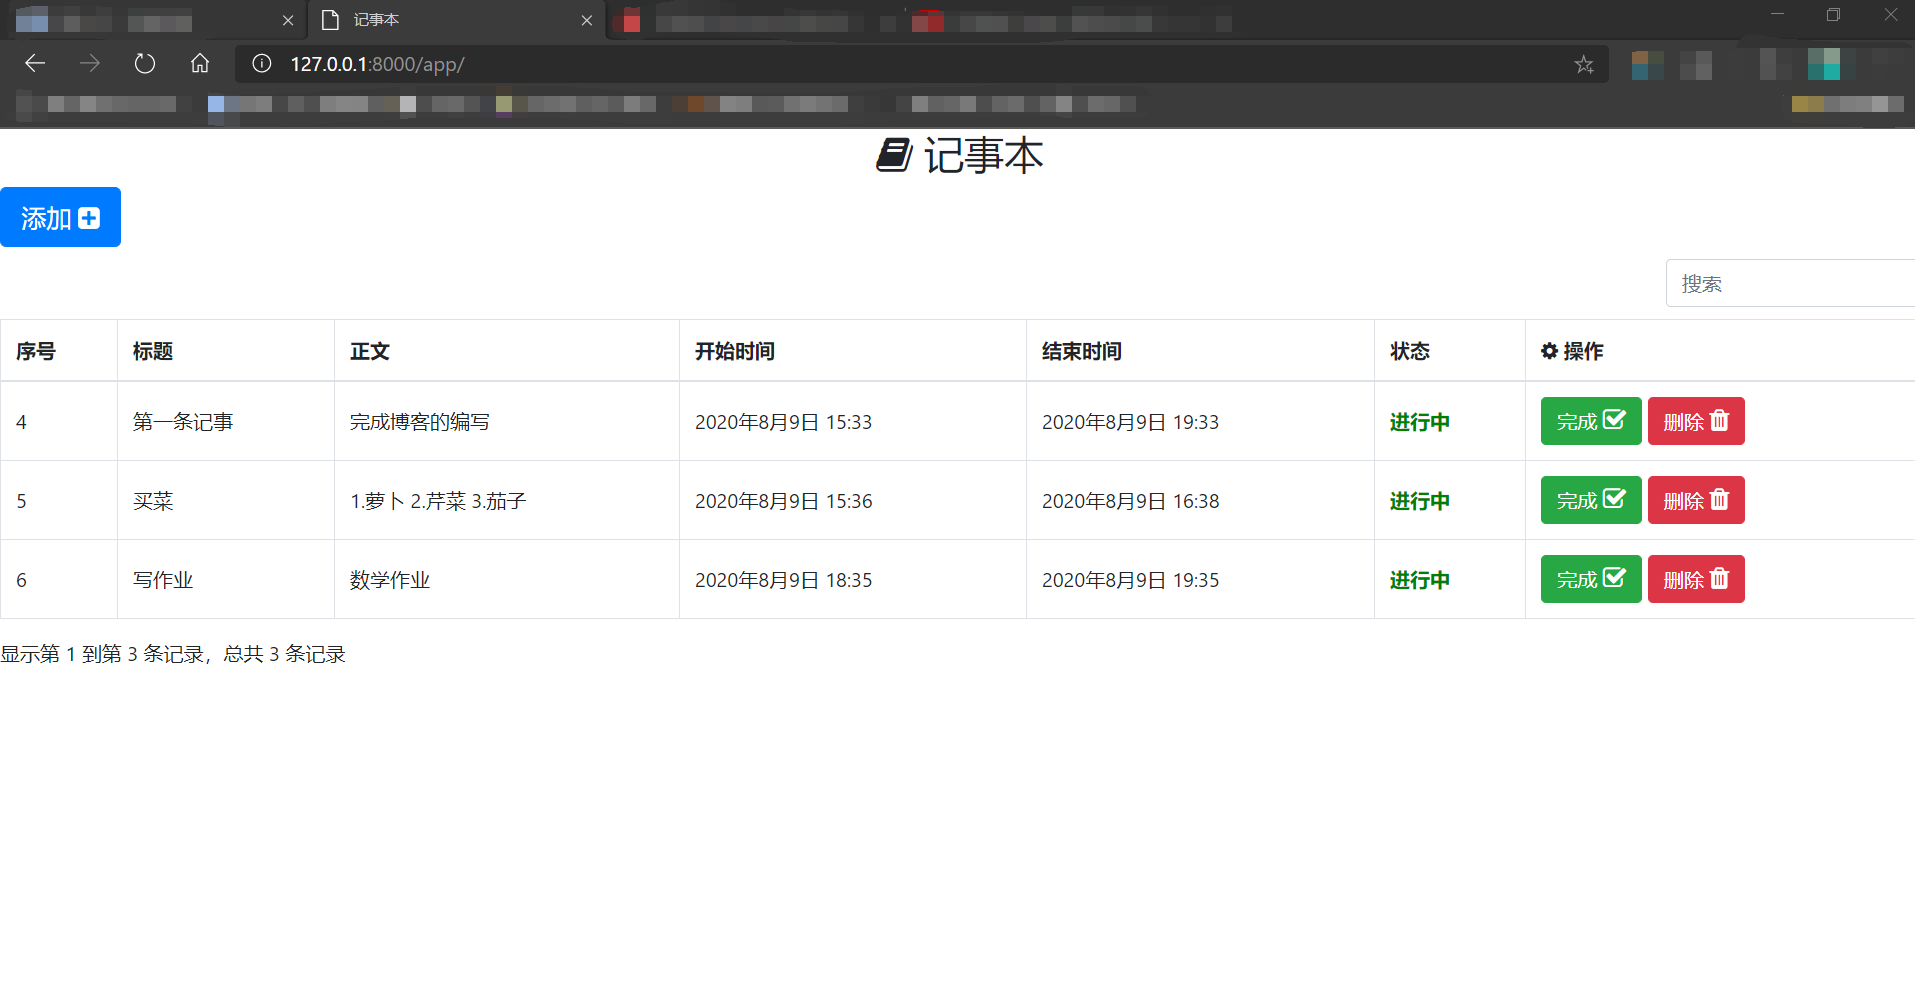 记事本
127.0.0.1:8000/app/
记事本
添加
搜索
序号 标题 正文 开始时间 结束时间 状态 操作
4 第一条记事 完成博客的编写 2020年8月9日 15:33 2020年8月9日 19:33 进行中 完成 删除
5 买菜 1.萝卜 2.芹菜 3.茄子 2020年8月9日 15:36 2020年8月9日 16:38 进行中 完成 删除
6 写作业 数学作业 2020年8月9日 18:35 2020年8月9日 19:35 进行中 完成 删除
显示第 1 到第 3 条记录，总共 3 条记录